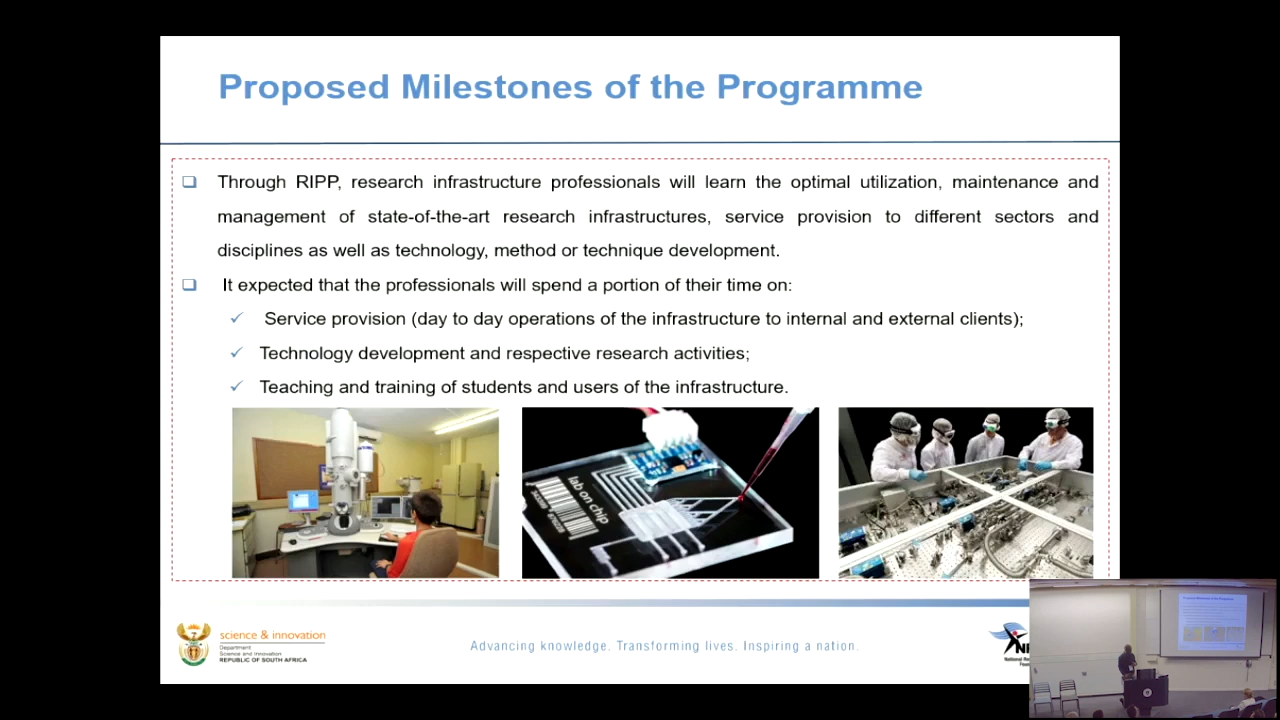 Proposed Milestones of the Programme
Through RIPP, research infrastructure professionals will learn the optimal utilization, maintenance and
management of state-of-the-art research infrastructures, service provision to different sectors and
disciplines as well as technology, method or technique development.
It expected that the professionals will spend a portion of their time on:
Service provision (day to day operations of the infrastructure to internal and external clients);
Technology development and respective research activities;
Teaching and training of students and users of the infrastructure.
lab on chip
science & innovation
Department
Science and Innovation
REPUBLIC OF SOUTH AFRICA
Advancing knowledge. Transforming lives. Inspiring a nation.